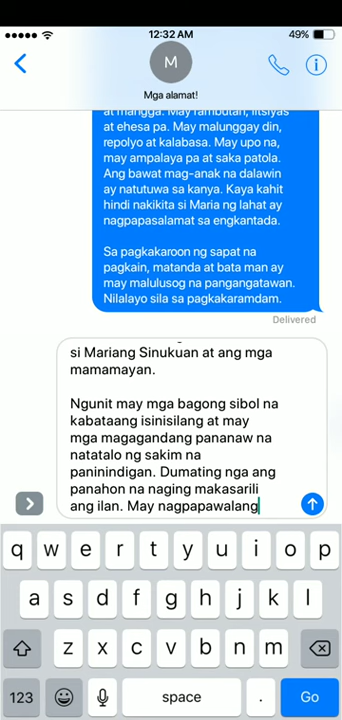 12:32 AM
49%
M
Mga alamat!
at mangga. May rambutan, litsiyas
at ehesa pa. May malunggay din,
repolyo at kalabasa. May upo na,
may ampalaya pa at saka patola.
Ang bawat mag-anak na dalawin
ay natutuwa sa kanya. Kaya kahit
hindi nakikita si Maria ng lahat ay
nagpapasalamat sa engkantada.
Sa pagkakaroon ng sapat na
pagkain, matanda at bata man ay
may malulusog na pangangatawan.
Nilalayo sila sa pagkakaramdam.
Delivered
si Mariang Sinukuan at ang mga
mamamayan.
Ngunit may mga bagong sibol na
kabataang isinisilang at may
mga magagandang pananaw na
natatalo ng sakim na
paninindigan. Dumating nga ang
panahon na naging makasarili
ang ilan. May nagpapawalang
q w e r t y u i o p
a s d f g h j k l
z x c v b n m
123 space . Go